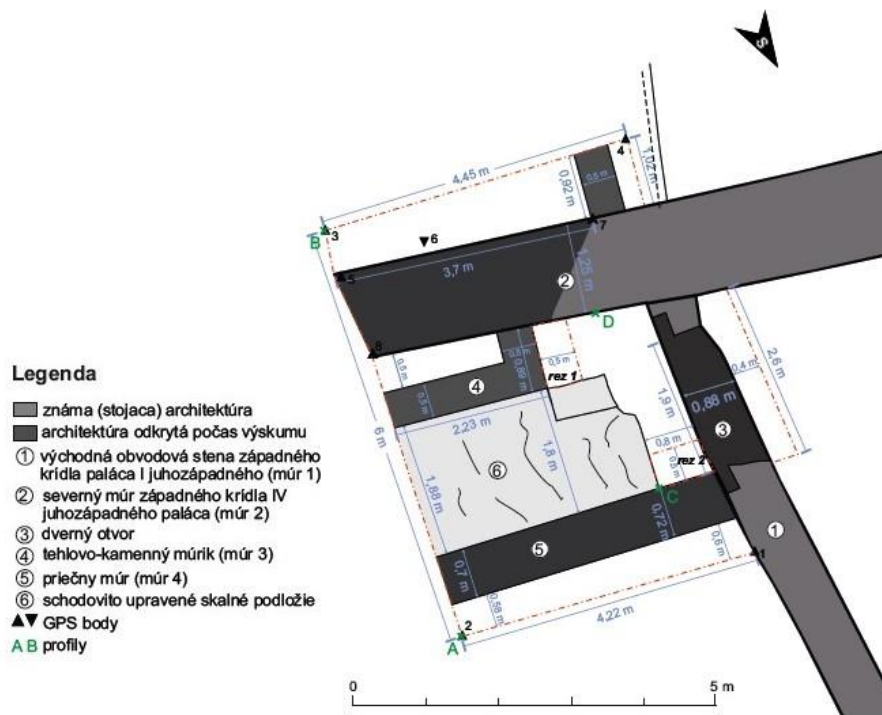 S
4
1,02 m
4,45 m
0,5 m
0,92 m
B 3
6
7
5
3,7 m
1,25 m
2
D
8
0,5
0,5
0,89
0,5 m
rez 1
4
0,5
2,23 m
1,9 m
0,4 m
2,6 m
0,88 m
3
0,8 m
0,5
rez 2
6 m
6
1,8 m
1,88 m
C
0,72 m
5
0,7 m
0,6 m
1
1
0,58 m
2
A
4,22 m
Legenda
známa (stojaca) architektúra
architektúra odkrytá počas výskumu
1 východná obvodová stena západného
krídla paláca I juhozápadného (múr 1)
2 severný múr západného krídla IV
juhozápadného paláca (múr 2)
3 dverný otvor
4 tehlovo-kamenný múrik (múr 3)
5 priečny múr (múr 4)
6 schodovito upravené skalné podložie
GPS body
A B profily
0
5 m